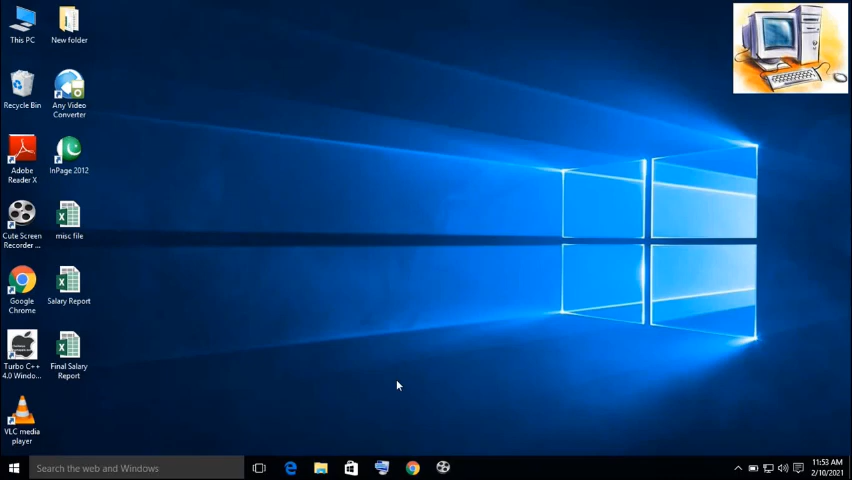 This PC
New folder
Recycle Bin
Any Video
Converter
Adobe
Reader X
InPage 2012
Cute Screen
Recorder ...
misc file
Google
Chrome
Salary Report
Turbo C++
4.0 Windo...
Final Salary
Report
VLC media
player
Search the web and Windows
11:53 AM
2/10/2021